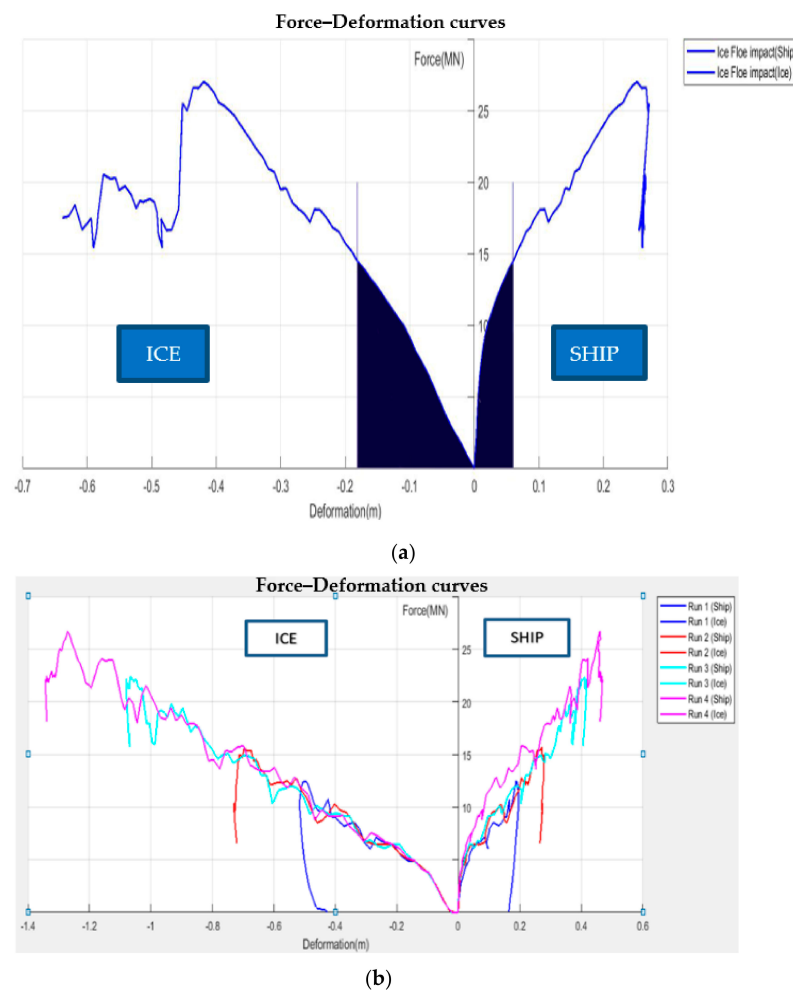 Force–Deformation curves
Force(MN)
Ice Floe impact(Ship
Ice Floe impact(Ice)
25
20
15
10
ICE
SHIP
-0.7 -0.6 -0.5 -0.4 -0.3 -0.2 -0.1 0 0.1 0.2 0.3
Deformation(m)
(a)
Force–Deformation curves
Force(MN)
ICE
SHIP
Run 1 (Ship)
Run 1 (Ice)
Run 2 (Ship)
Run 2 (Ice)
Run 3 (Ship)
Run 3 (Ice)
Run 4 (Ship)
Run 4 (Ice)
25
20
15
10
-1.4 -1.2 -1 -0.8 -0.6 -0.4 -0.2 0 0.2 0.4 0.6
Deformation(m)
(b)